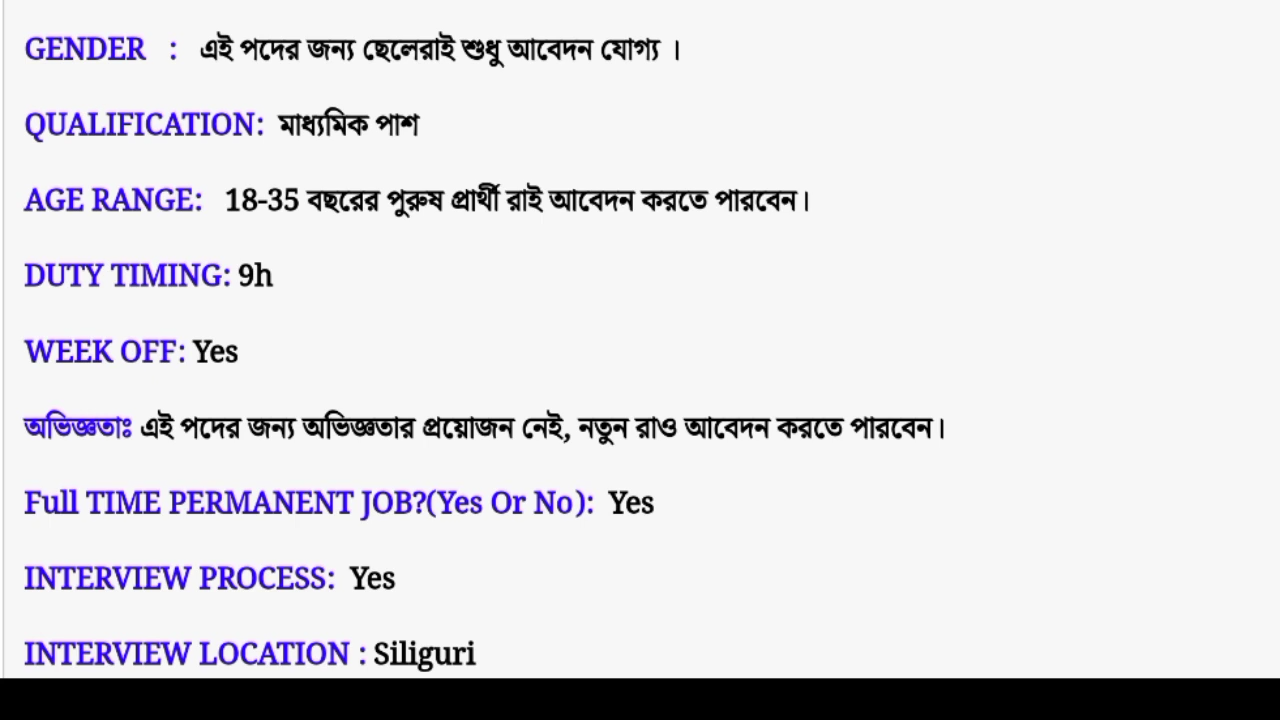 GENDER : এই পদের জন্য ছেলেরাই শুধু আবেদন যোগ্য ।
QUALIFICATION: মাধ্যমিক পাশ
AGE RANGE: 18-35 বছরের পুরুষ প্রার্থী রাই আবেদন করতে পারবেন।
DUTY TIMING: 9h
WEEK OFF: Yes
অভিজ্ঞতাঃ এই পদের জন্য অভিজ্ঞতার প্রয়োজন নেই, নতুন রাও আবেদন করতে পারবেন।
Full TIME PERMANENT JOB?(Yes Or No): Yes
INTERVIEW PROCESS: Yes
INTERVIEW LOCATION : Siliguri